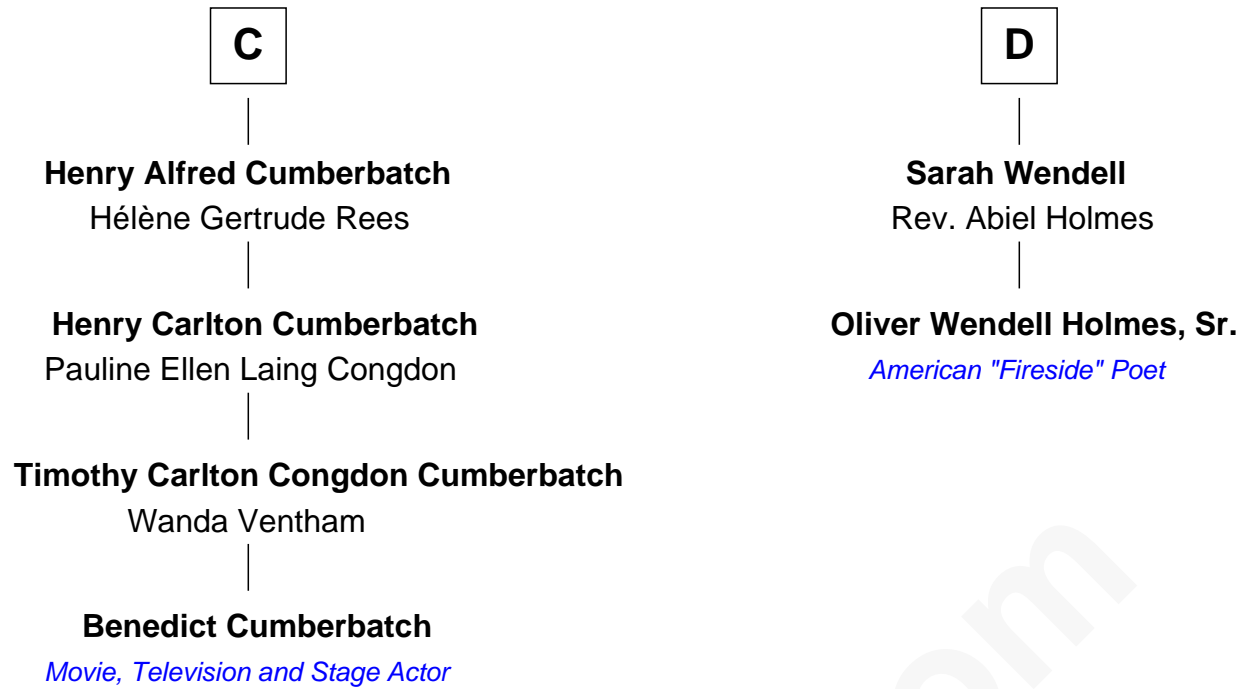 C
Henry Alfred Cumberbatch
Hélène Gertrude Rees
Henry Carlton Cumberbatch
Pauline Ellen Laing Congdon
Timothy Carlton Congdon Cumberbatch
Wanda Ventham
Benedict Cumberbatch
Movie, Television and Stage Actor
D
Sarah Wendell
Rev. Abiel Holmes
Oliver Wendell Holmes, Sr.
American "Fireside" Poet
om